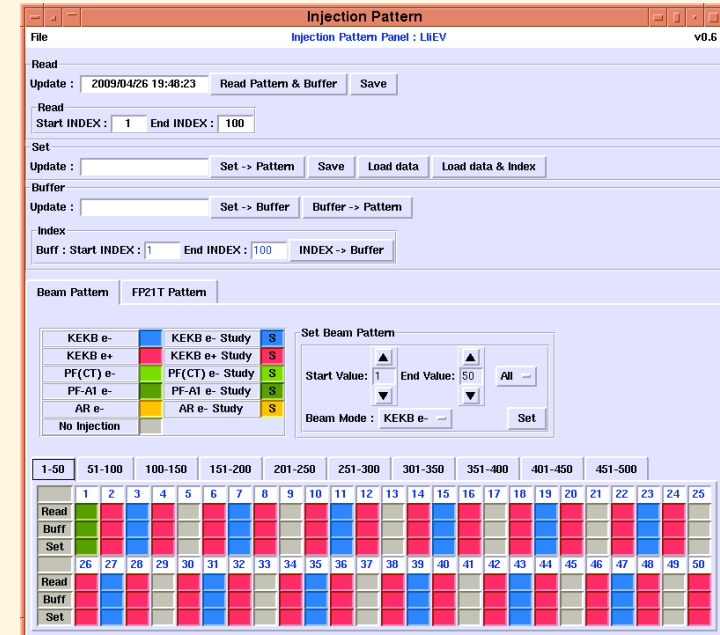 Injection Pattern
File Injection Pattern Panel : LIiEV v0.6
Read
Update : 2009/04/26 19:48:23 Read Pattern & Buffer Save
Read
Start INDEX : 1 End INDEX : 100
Set
Update : Set -> Pattern Save Load data Load data & Index
Buffer
Update : Set -> Buffer Buffer -> Pattern
Index
Buff : Start INDEX : 1 End INDEX : 100 INDEX -> Buffer
Beam Pattern FP21T Pattern
KEKB e- KEKB e- Study S
KEKB e+ KEKB e+ Study S
PF(CT) e- PF(CT) e- Study S
PF-A1 e- PF-A1 e- Study S
AR e- AR e- Study S
No Injection
Set Beam Pattern
Start Value: 1 End Value: 50 All
Beam Mode : KEKB e- Set
1-50 51-100 100-150 151-200 201-250 251-300 301-350 351-400 401-450 451-500
1 2 3 4 5 6 7 8 9 10 11 12 13 14 15 16 17 18 19 20 21 22 23 24 25
Read
Buff
Set
26 27 28 29 30 31 32 33 34 35 36 37 38 39 40 41 42 43 44 45 46 47 48 49 50
Read
Buff
Set